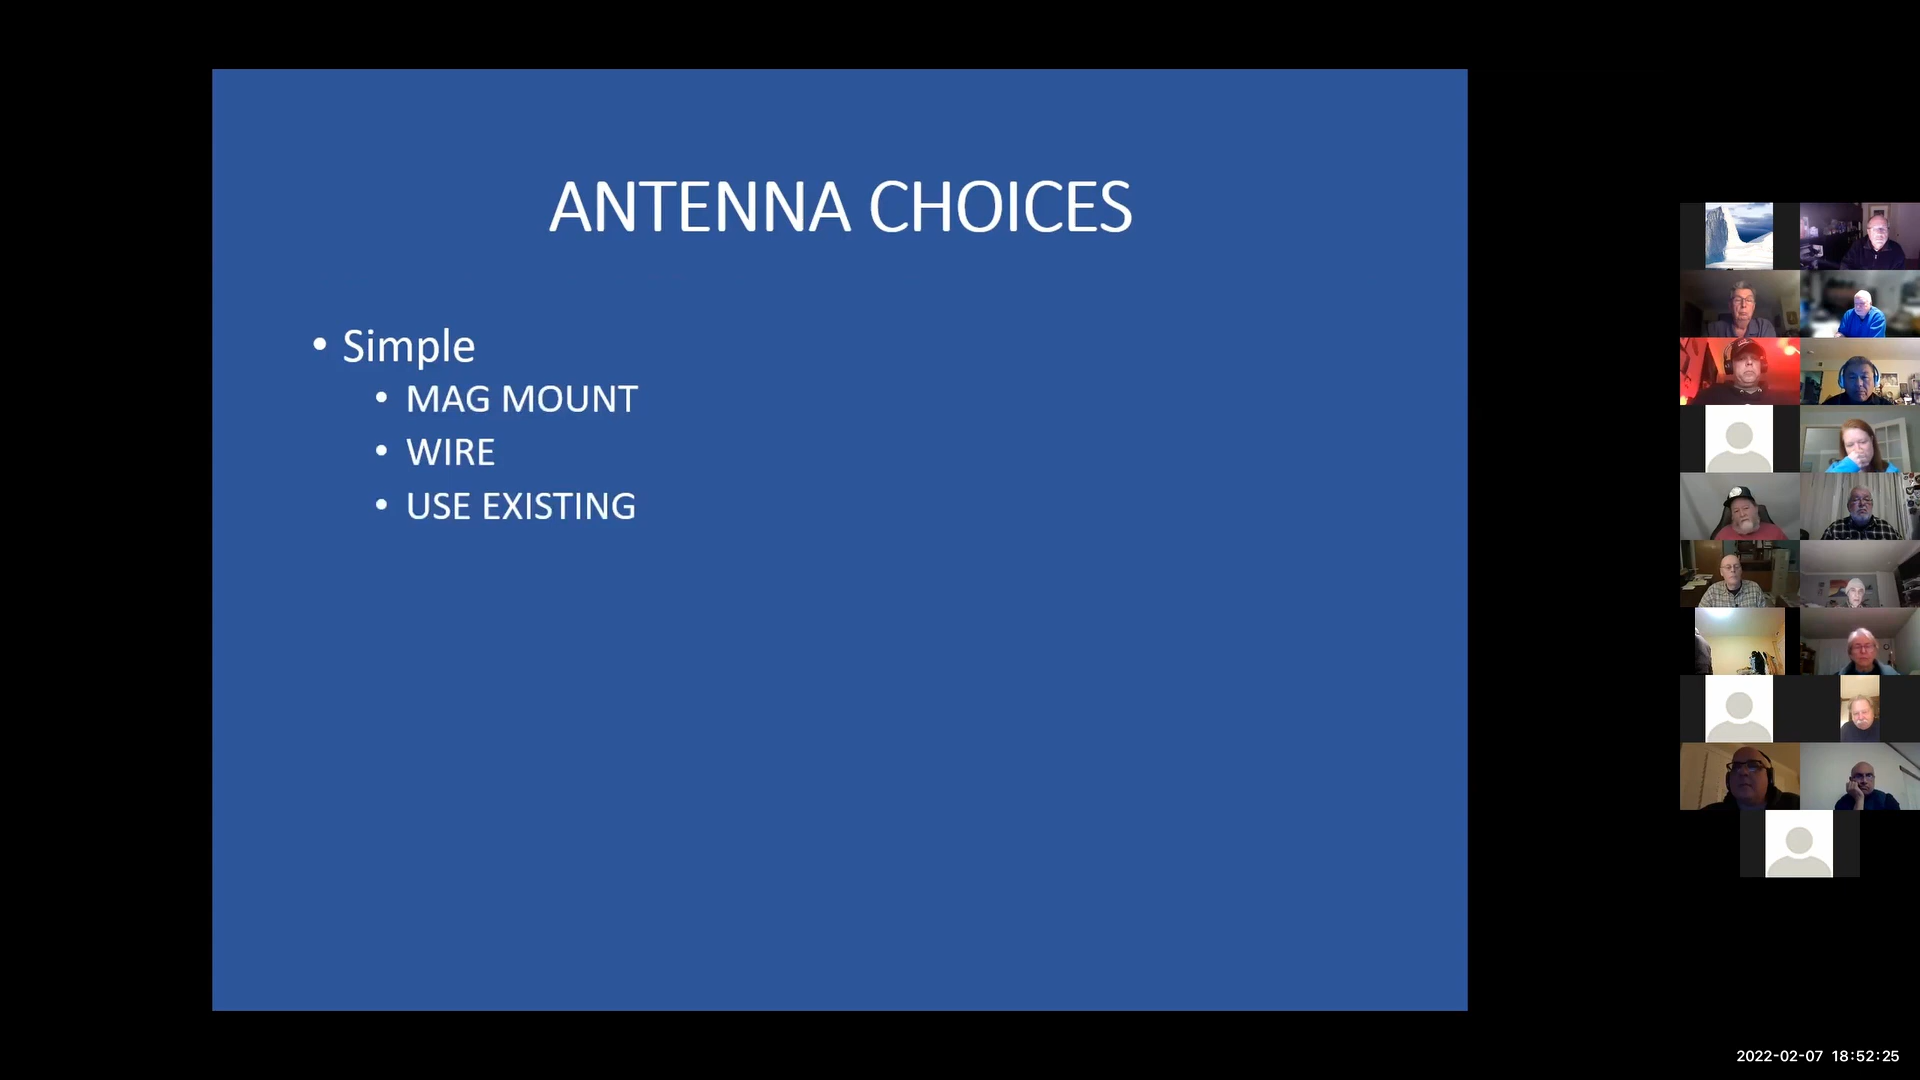 ANTENNA CHOICES
• Simple
• MAG MOUNT
• WIRE
• USE EXISTING
2022-02-07 18:52:25